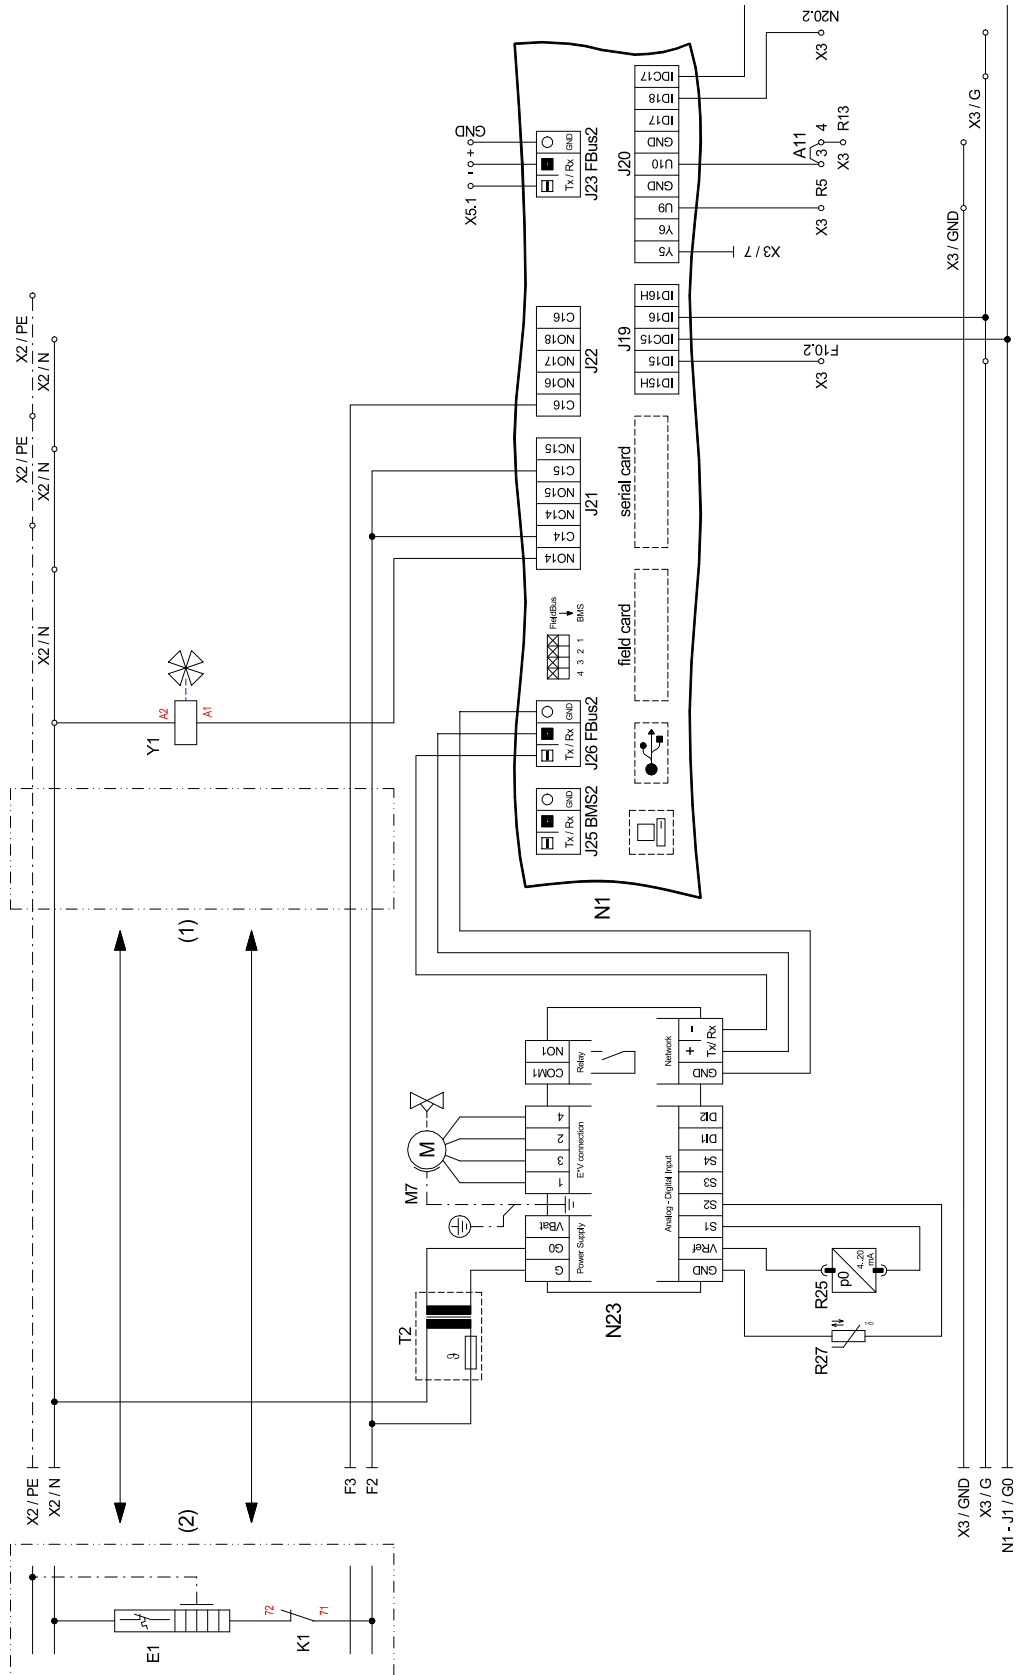 X2 / PE
X2 / N
X2 / N
X2 / PE
X2 / N
X2 / PE
X2 / N
(2)
(1)
E1
72
71
K1
Y1
A2
A1
F3
F2
T2
ϑ
M7
M
X5.1
- + GND
G
G0
VBat
Power Supply
1
3
2
4
E*V connection
COM1
NO1
Relay
N23
Analog - Digital Input
GND
VRef
S1
S2
S3
S4
DI1
DI2
Network
GND
Tx/ Rx
+ -
R27
δ
R25
p0
4..20
mA
N1
Tx / Rx
GND
J25 BMS2
Tx / Rx
GND
J26 FBus2
4 3 2 1
FieldBus
BMS
NO14
C14
NC14
NO15
C15
NC15
J21
C16
NO16
NO17
NO18
C16
J22
Tx / Rx
GND
J23 FBus2
field card
serial card
J19
ID15H
ID15
IDC15
ID16
ID16H
J20
Y5
Y6
U9
GND
U10
GND
ID17
ID18
IDC17
X3 / 7
X3
F10.2
X3
R5
A11
3 4
X3
R13
X3
N20.2
X3 / GND
X3 / G
X3 / GND
X3 / G
N1 - J1 / G0